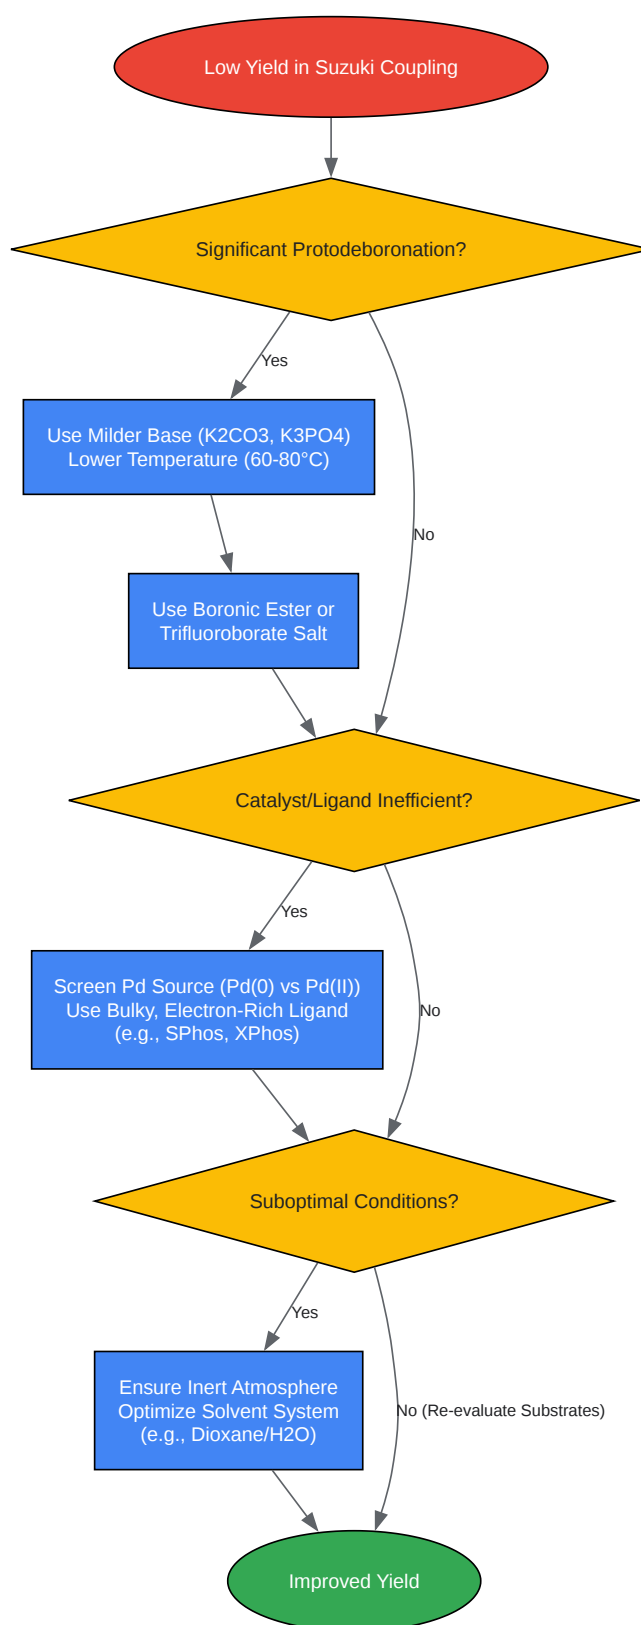 Low Yield in Suzuki Coupling
Significant Protodeboronation?
Yes
Use Milder Base (K2CO3, K3PO4)
Lower Temperature (60-80°C)
No
Use Boronic Ester or
Trifluoroborate Salt
Catalyst/Ligand Inefficient?
Yes
Screen Pd Source (Pd(0) vs Pd(II))
Use Bulky, Electron-Rich Ligand
(e.g., SPhos, XPhos)
No
Suboptimal Conditions?
Yes
Ensure Inert Atmosphere
Optimize Solvent System
(e.g., Dioxane/H2O)
No (Re-evaluate Substrates)
Improved Yield